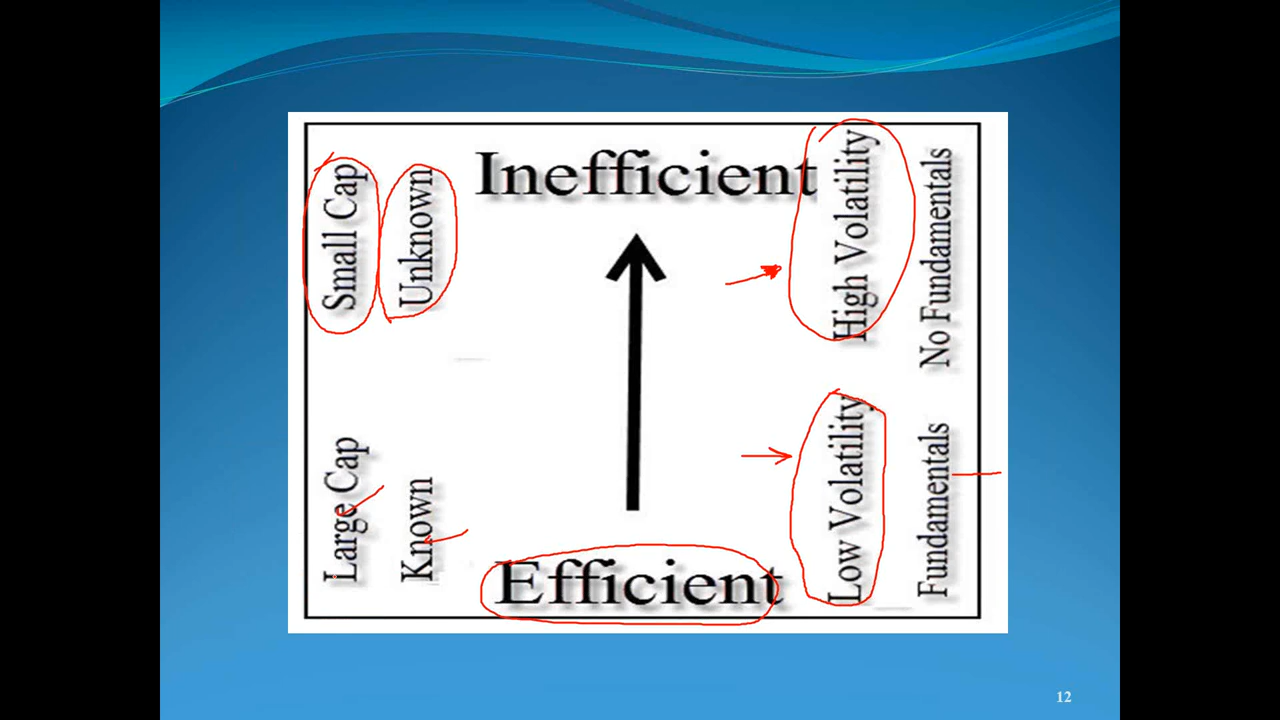 Inefficient
Small Cap
Unknown
High Volatility
No Fundamentals
Large Cap
Known
Low Volatility
Fundamentals
Efficient
12